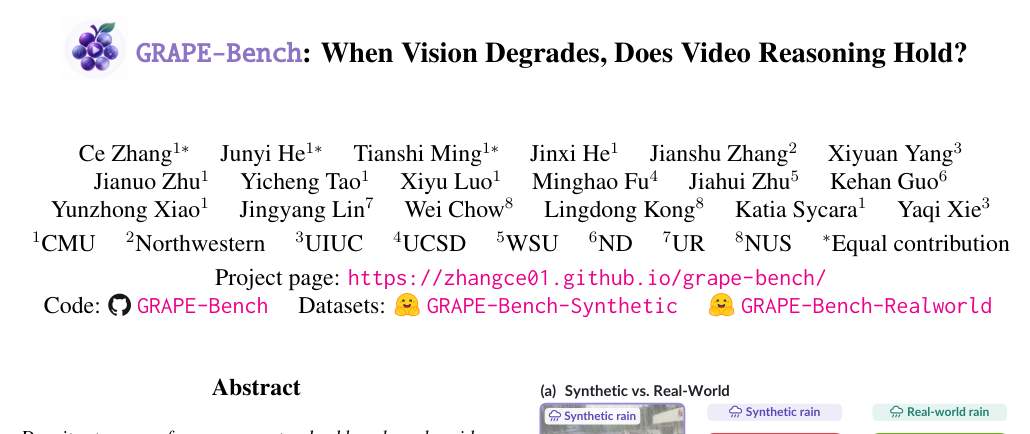 GRAPE-Bench: When Vision Degrades, Does Video Reasoning Hold?
Ce Zhang1* Junyi He1* Tianshi Ming1* Jinxi He1 Jianshu Zhang2 Xiyuan Yang3
Jianuo Zhu1 Yicheng Tao1 Xiyu Luo1 Minghao Fu4 Jiahui Zhu5 Kehan Guo6
Yunzhong Xiao1 Jingyang Lin7 Wei Chow8 Lingdong Kong8 Katia Sycara1 Yaqi Xie3
1CMU 2Northwestern 3UIUC 4UCSD 5WSU 6ND 7UR 8NUS *Equal contribution
Project page: https://zhangce01.github.io/grape-bench/
Code: GRAPE-Bench Datasets: GRAPE-Bench-Synthetic GRAPE-Bench-Realworld
Abstract
(a) Synthetic vs. Real-World
Synthetic rain Synthetic rain Real-world rain